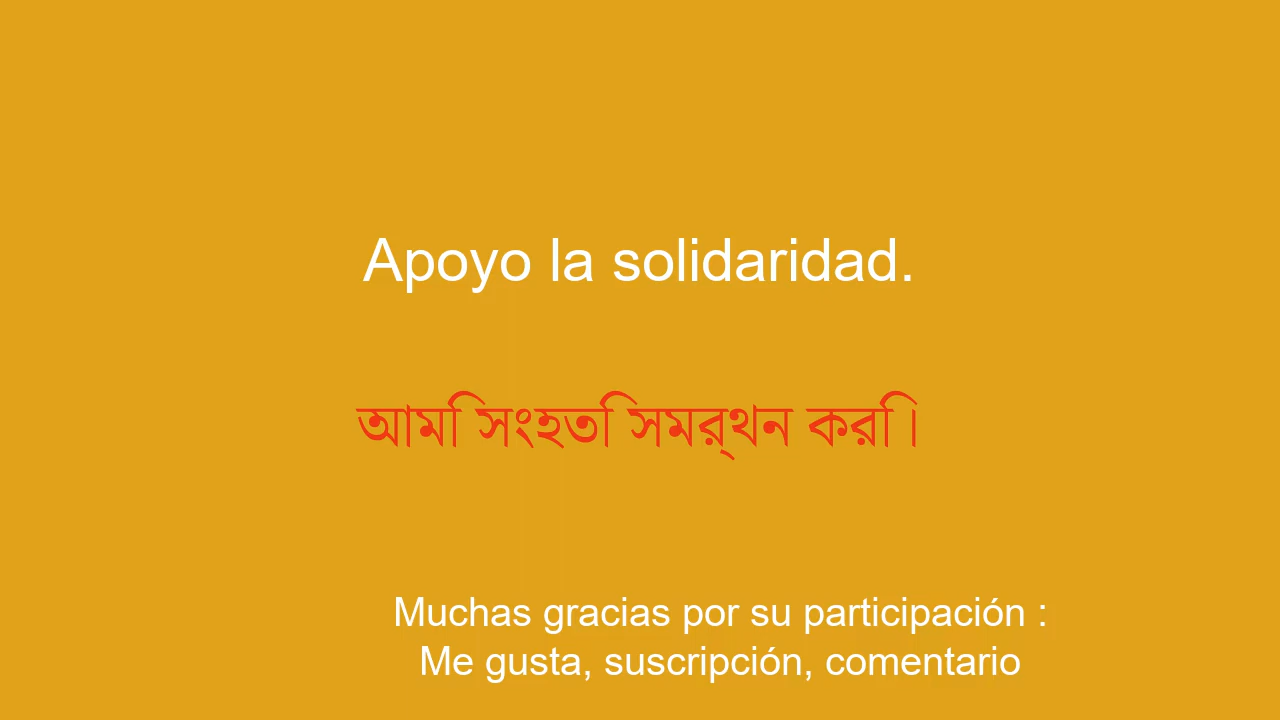 Apoyo la solidaridad.
আমি সংহতি সমর্থন করি।
Muchas gracias por su participación :
Me gusta, suscripción, comentario